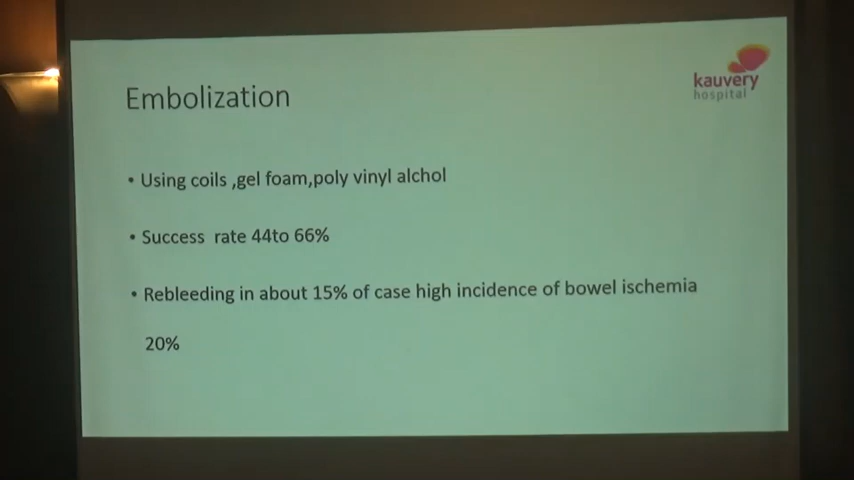 kauvery
hospital
Embolization
• Using coils ,gel foam,poly vinyl alchol
• Success rate 44to 66%
• Rebleeding in about 15% of case high incidence of bowel ischemia
20%